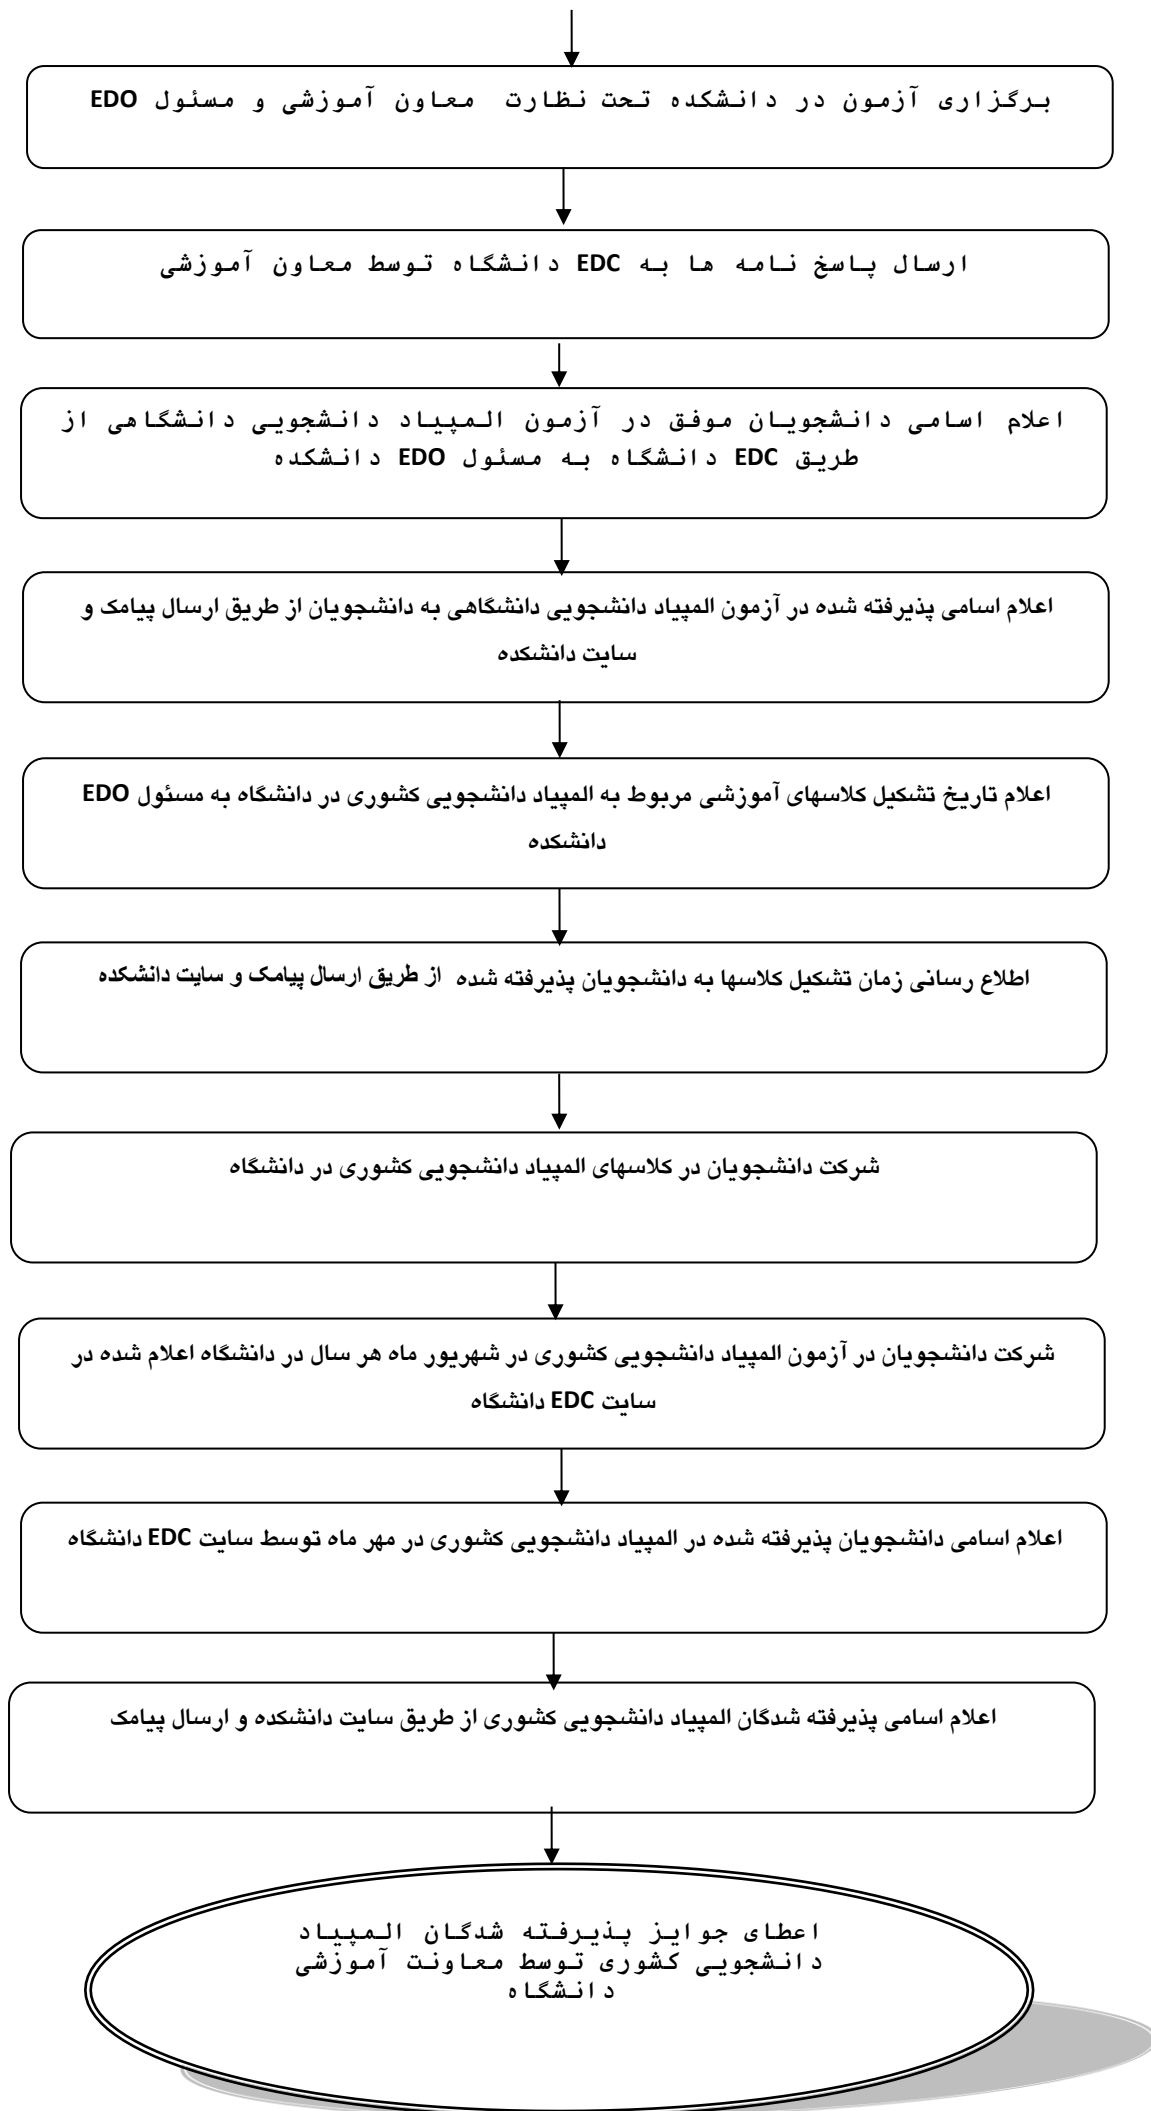 برگزاری آزمون در دانشکده تحت نظارت معاون آموزشی و مسئول EDO
ارسال پاسخ نامه ها به EDC دانشگاه توسط معاون آموزشی
اعلام اسامی دانشجویان موفق در آزمون المپیاد دانشجویی دانشگاهی از
طریق EDC دانشگاه به مسئول EDO دانشکده
اعلام اسامی پذیرفته شده در آزمون المپیاد دانشجویی دانشگاهی به دانشجویان از طریق ارسال پیامک و
سایت دانشکده
اعلام تاریخ تشکیل کلاسهای آموزشی مربوط به المپیاد دانشجویی کشوری در دانشگاه به مسئول EDO
دانشکده
اطلاع رسانی زمان تشکیل کلاسها به دانشجویان پذیرفته شده از طریق ارسال پیامک و سایت دانشکده
شرکت دانشجویان در کلاسهای المپیاد دانشجویی کشوری در دانشگاه
شرکت دانشجویان در آزمون المپیاد دانشجویی کشوری در شهریور ماه هر سال در دانشگاه اعلام شده در
سایت EDC دانشگاه
اعلام اسامی دانشجویان پذیرفته شده در المپیاد دانشجویی کشوری در مهر ماه توسط سایت EDC دانشگاه
اعلام اسامی پذیرفته شدگان المپیاد دانشجویی کشوری از طریق سایت دانشکده و ارسال پیامک
اعطای جوایز پذیرفته شدگان المپیاد
دانشجویی کشوری توسط معاونت آموزشی
دانشگاه